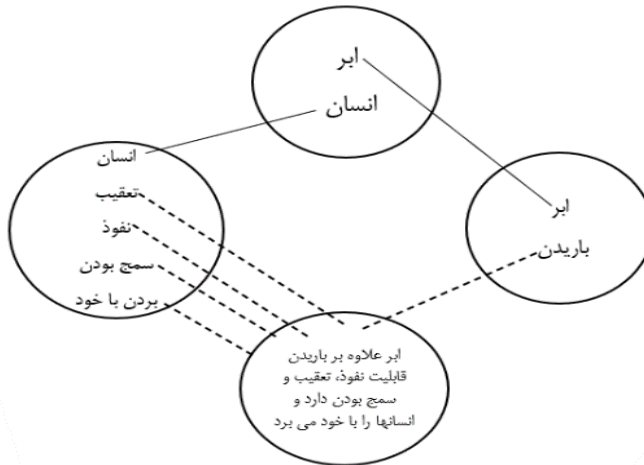 ابر
انسان
انسان
تعقیب
نفوذ
سمج بودن
بردن با خود
ابر
باریدن
ابر علاوه بر باریدن
قابلیت نفوذ، تعقیب و
سمج بودن دارد و
انسانها را با خود می برد